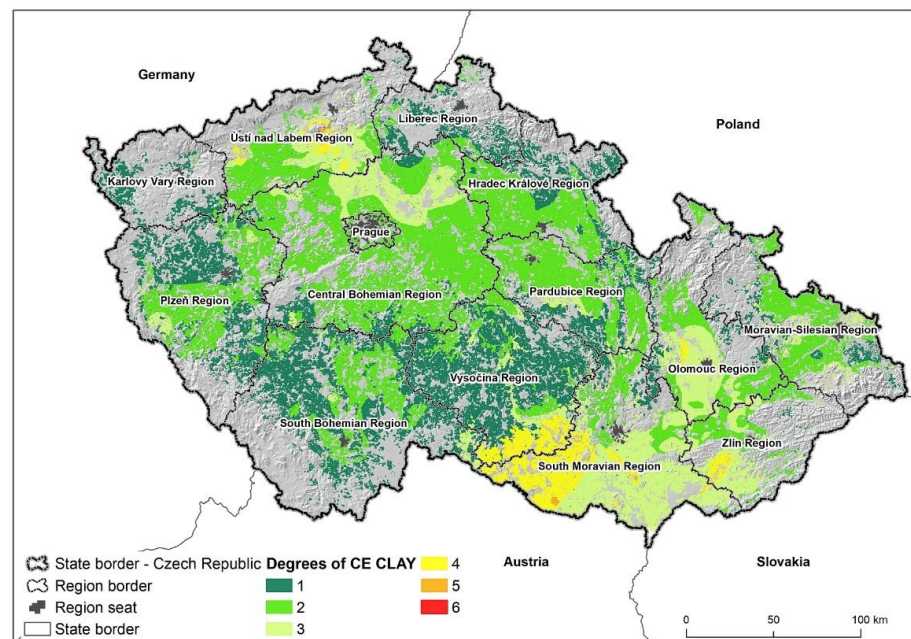 Germany
Poland
Liberec Region
Ústí nad Labem Region
Karlovy Vary Region
Hradec Králové Region
Prague
Plzeň Region
Central Bohemian Region
Pardubice Region
Moravian-Silesian Region
Olomouc Region
Vysočina Region
South Bohemian Region
Zlín Region
South Moravian Region
Austria
Slovakia
State border - Czech Republic
Region border
Region seat
State border
Degrees of CE CLAY
1
2
3
4
5
6
0 50 100 km